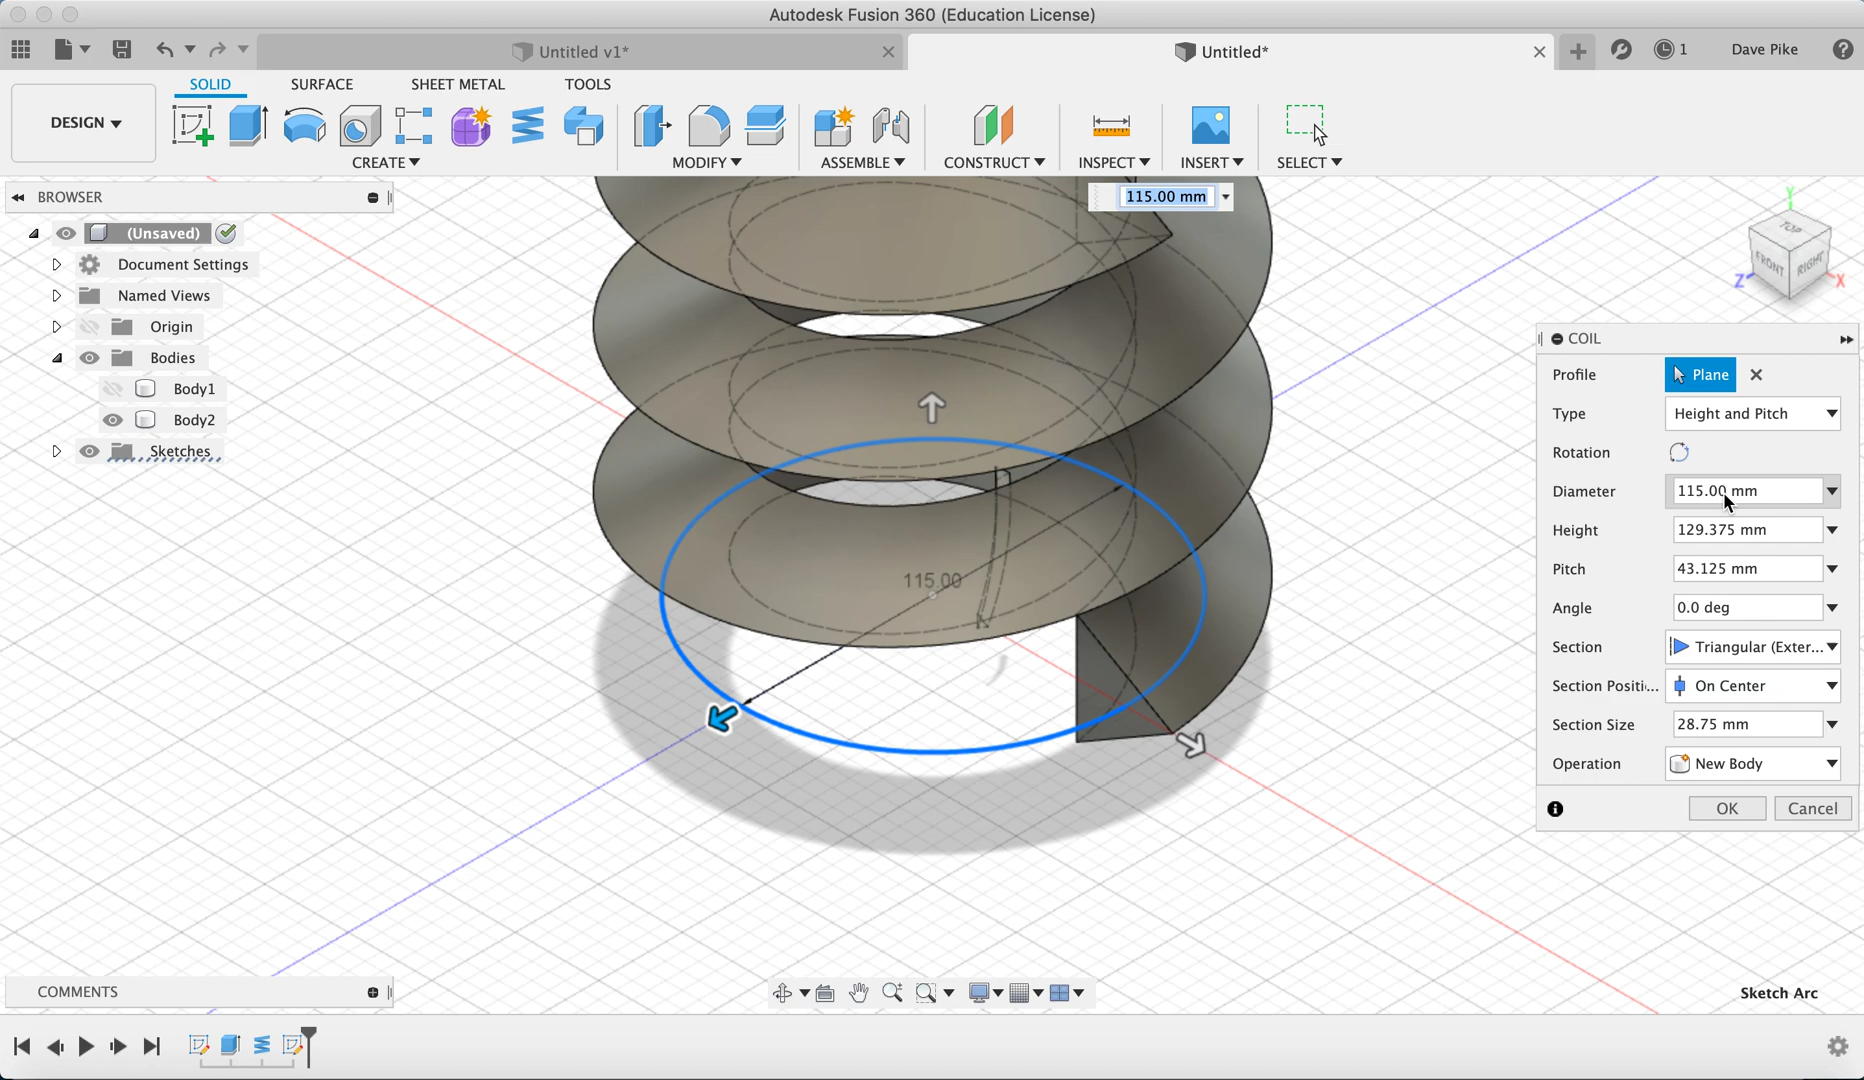 Autodesk Fusion 360 (Education License)
Untitled v1*
Untitled*
1
Dave Pike
SOLID
SURFACE
SHEET METAL
TOOLS
DESIGN
CREATE
MODIFY
ASSEMBLE
CONSTRUCT
INSPECT
INSERT
SELECT
BROWSER
(Unsaved)
Document Settings
Named Views
Origin
Bodies
Body1
Body2
Sketches
115.00 mm
115.00
Y
TOP
FRONT
RIGHT
Z
X
COIL
Profile
Plane
Type
Height and Pitch
Rotation
Diameter
115.00 mm
Height
129.375 mm
Pitch
43.125 mm
Angle
0.0 deg
Section
Triangular (Exter...
Section Positi...
On Center
Section Size
28.75 mm
Operation
New Body
OK
Cancel
COMMENTS
Sketch Arc